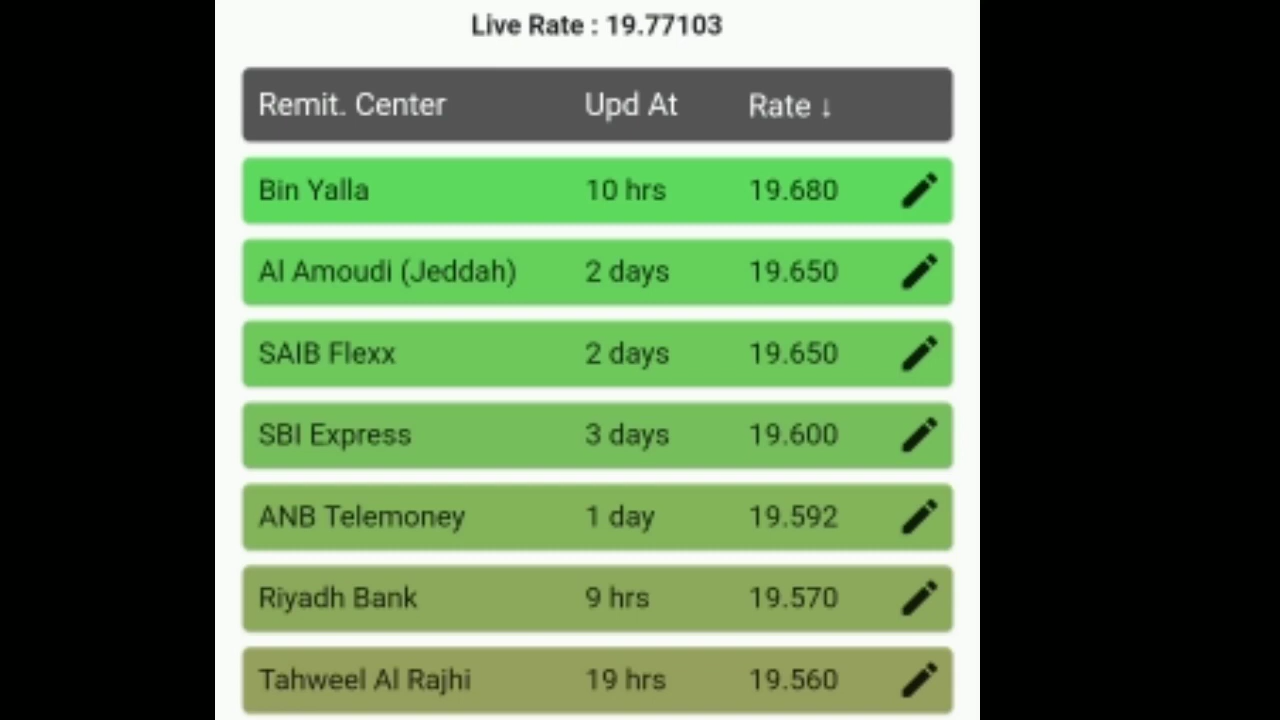 Live Rate : 19.77103
Remit. Center Upd At Rate ↓
Bin Yalla 10 hrs 19.680
Al Amoudi (Jeddah) 2 days 19.650
SAIB Flexx 2 days 19.650
SBI Express 3 days 19.600
ANB Telemoney 1 day 19.592
Riyadh Bank 9 hrs 19.570
Tahweel Al Rajhi 19 hrs 19.560